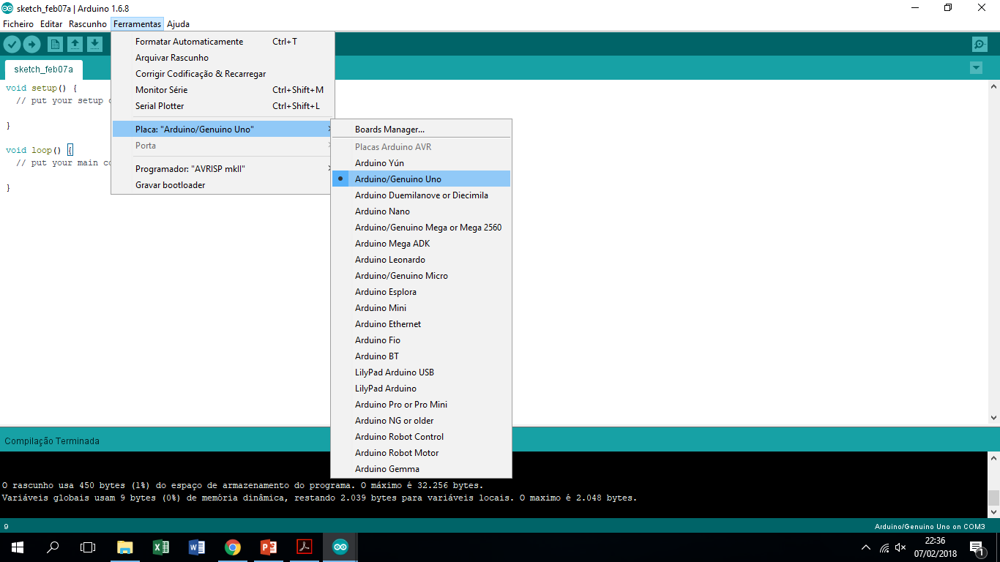 sketch_feb07a | Arduino 1.6.8
Ficheiro Editar Rascunho Ferramentas Ajuda
sketch_feb07a
void setup() {
// put your setup
}
void loop() {
// put your main
}
Formatar Automaticamente Ctrl+T
Arquivar Rascunho
Corrigir Codificação & Recarregar
Monitor Série Ctrl+Shift+M
Serial Plotter Ctrl+Shift+L
Placa: "Arduino/Genuino Uno"
Porta
Programador: "AVRISP mkII"
Gravar bootloader
Boards Manager...
Placas Arduino AVR
Arduino Yún
Arduino/Genuino Uno
Arduino Duemilanove or Diecimila
Arduino Nano
Arduino/Genuino Mega or Mega 2560
Arduino Mega ADK
Arduino Leonardo
Arduino/Genuino Micro
Arduino Esplora
Arduino Mini
Arduino Ethernet
Arduino Fio
Arduino BT
LilyPad Arduino USB
LilyPad Arduino
Arduino Pro or Pro Mini
Arduino NG or older
Arduino Robot Control
Arduino Robot Motor
Arduino Gemma
Compilação Terminada
O rascunho usa 450 bytes (1%) do espaço de armazenamento do programa. O máximo é 32.256 bytes.
Variáveis globais usam 9 bytes (0%) de memória dinâmica, restando 2.039 bytes para variáveis locais. O maximo é 2.048 bytes.
9 Arduino/Genuino Uno on COM3
22:36
07/02/2018
1